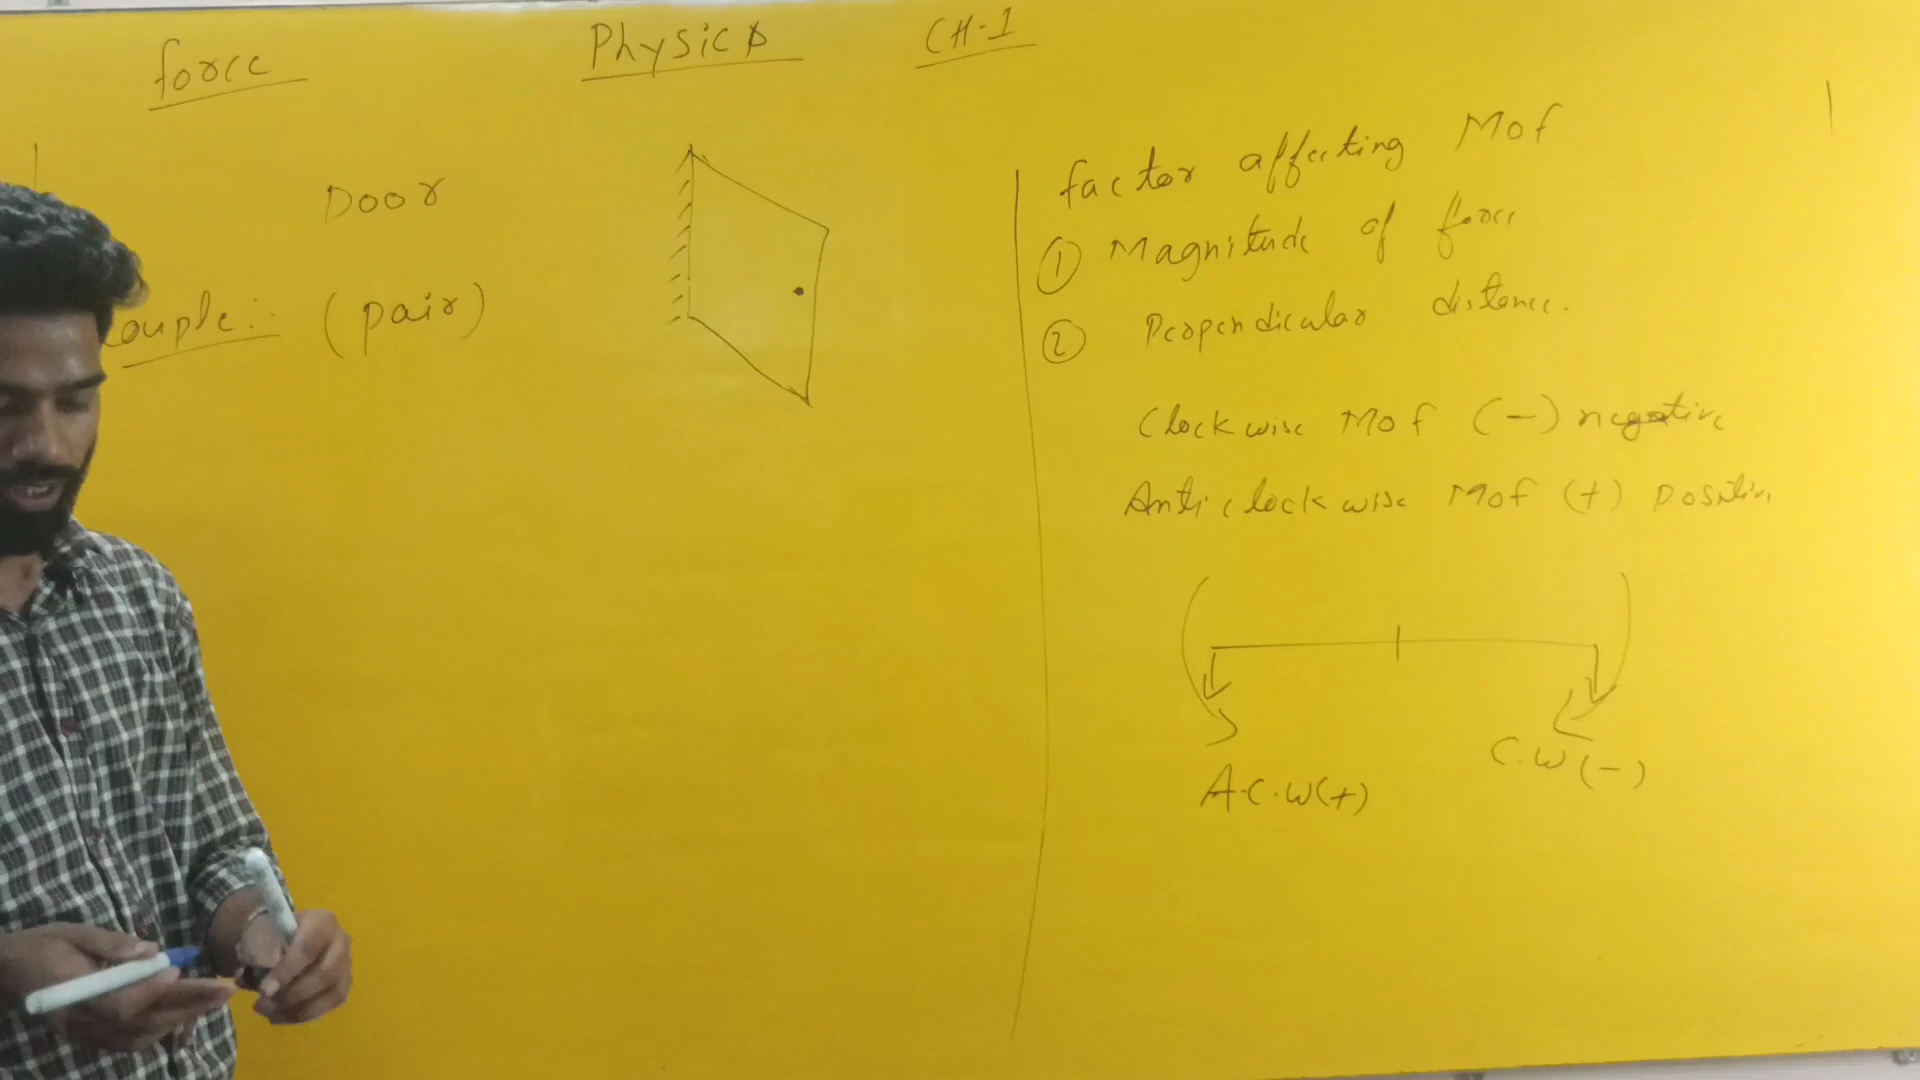 force
Physics
CH-1
Door
ouple :- (pair)
factor affecting Mof
① Magnitude of force
② Perpendicular distance.
Clockwise Mof (-) negative
Anticlockwise Mof (+) Positive
A.C.W(+)
C.W(-)